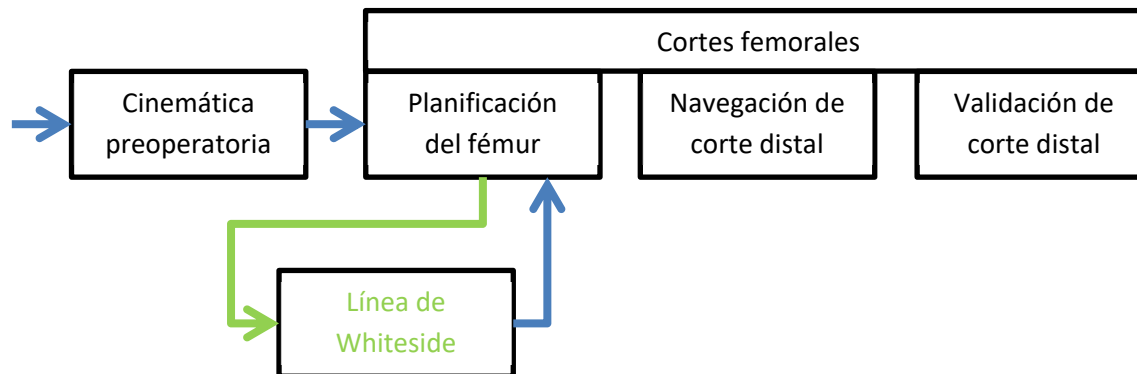 Cortes femorales
Cinemática
preoperatoria
Planificación
del fémur
Navegación de
corte distal
Validación de
corte distal
Línea de
Whiteside